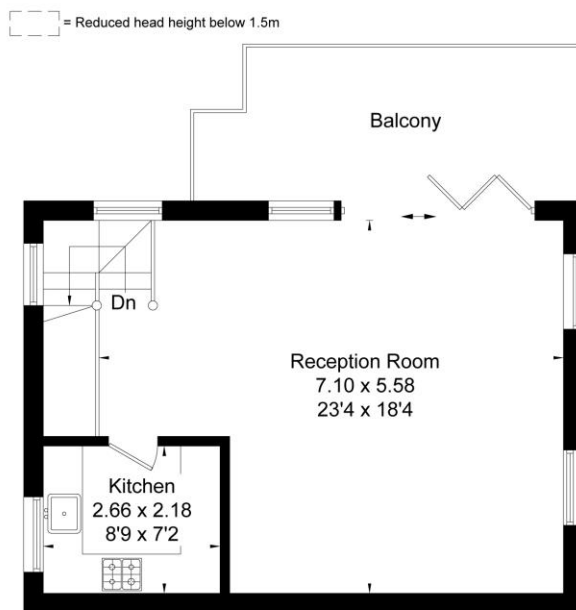 = Reduced head height below 1.5m
Balcony
Dn
Reception Room
7.10 x 5.58
23'4 x 18'4
Kitchen
2.66 x 2.18
8'9 x 7'2